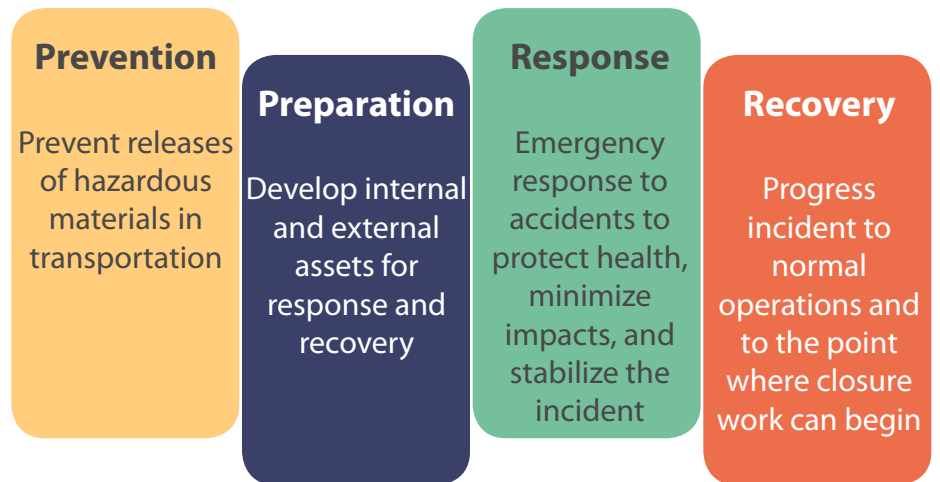 Prevention
Prevent releases
of hazardous
materials in
transportation
Preparation
Develop internal
and external
assets for
response and
recovery
Response
Emergency
response to
accidents to
protect health,
minimize
impacts, and
stabilize the
incident
Recovery
Progress
incident to
normal
operations and
to the point
where closure
work can begin